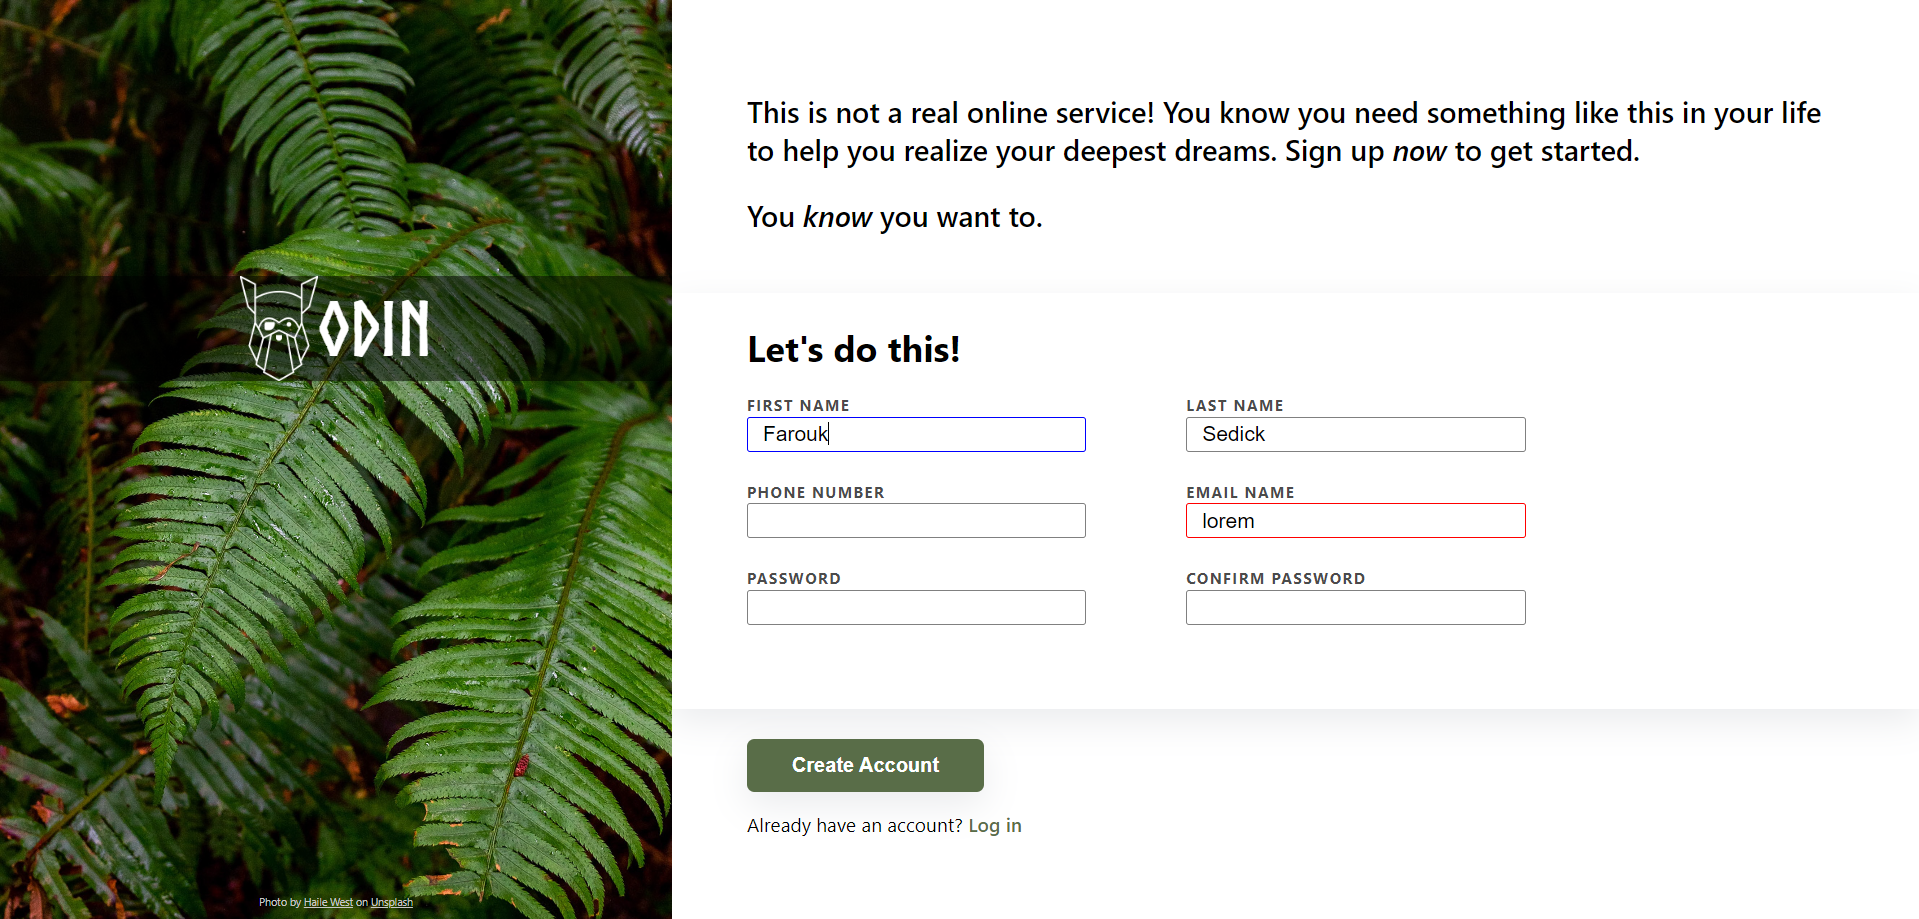 This is not a real online service! You know you need something like this in your life
to help you realize your deepest dreams. Sign up now to get started.
You know you want to.
ODIN
Let's do this!
FIRST NAME
LAST NAME
Farouk
Sedick
PHONE NUMBER
EMAIL NAME
lorem
PASSWORD
CONFIRM PASSWORD
Create Account
Already have an account? Log in
Photo by Haile West on Unsplash